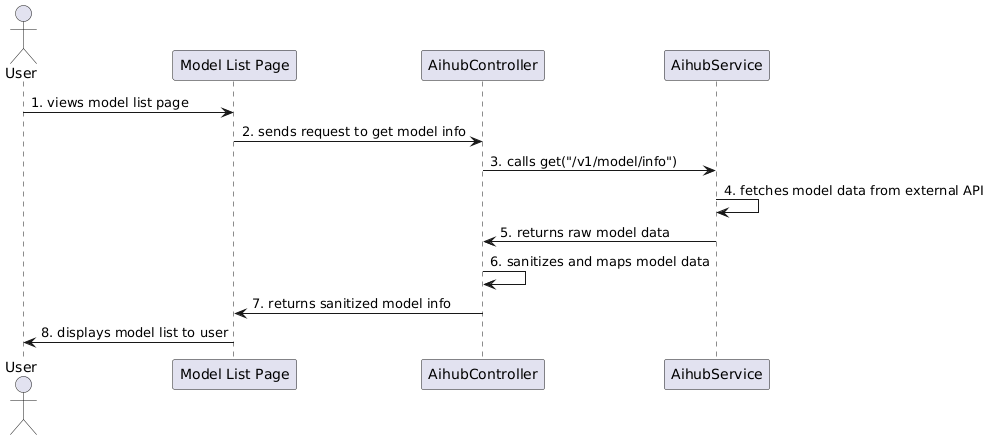 User
Model List Page
AihubController
AihubService
1. views model list page
2. sends request to get model info
3. calls get("/v1/model/info")
4. fetches model data from external API
5. returns raw model data
6. sanitizes and maps model data
7. returns sanitized model info
8. displays model list to user
User
Model List Page
AihubController
AihubService